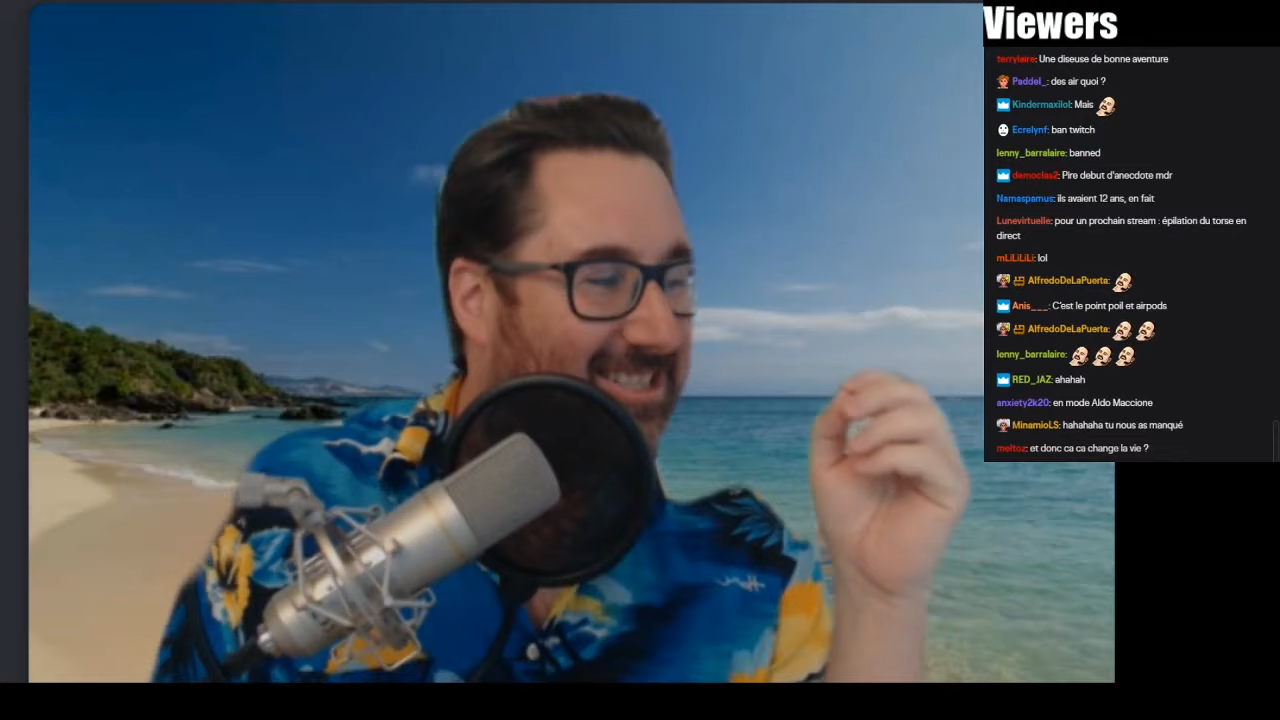 Viewers
terrylaire: Une diseuse de bonne aventure
Paddel_: des air quoi ?
Kindermaxilol: Mais
Ecrelynf: ban twitch
lenny_barralaire: banned
democlas2: Pire debut d'anecdote mdr
Namaspamus: ils avaient 12 ans, en fait
Lunevirtuelle: pour un prochain stream : épilation du torse en
direct
mLiLiLiLi: lol
AlfredoDeLaPuerta:
Anis___: C'est le point poil et airpods
AlfredoDeLaPuerta:
lenny_barralaire:
RED_JAZ: ahahah
anxiety2k20: en mode Aldo Maccione
MinamioLS: hahahaha tu nous as manqué
meltoz: et donc ca ca change la vie ?